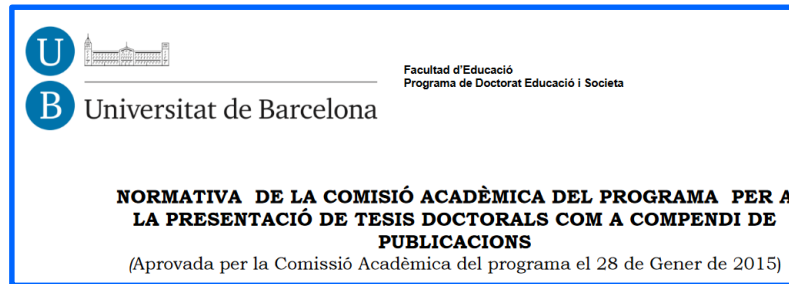 U
B Universitat de Barcelona
Facultad d'Educació
Programa de Doctorat Educació i Societa
NORMATIVA DE LA COMISIÓ ACADÈMICA DEL PROGRAMA PER A
LA PRESENTACIÓ DE TESIS DOCTORALS COM A COMPENDI DE
PUBLICACIONS
(Aprovada per la Comissió Acadèmica del programa el 28 de Gener de 2015)